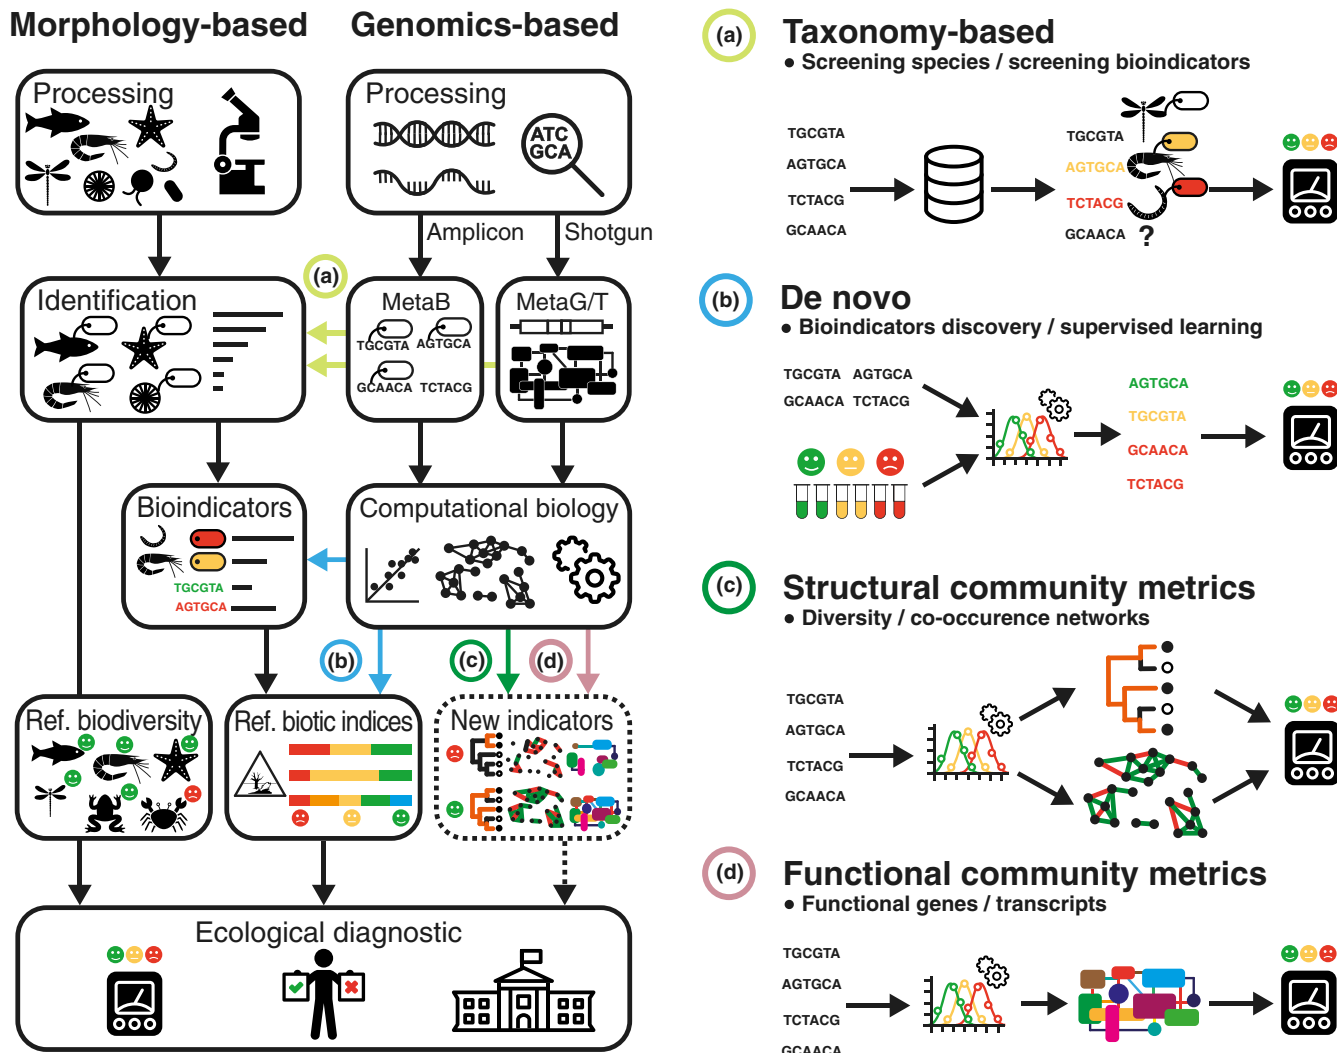 Morphology-based
Genomics-based
Processing
Processing
ATC
GCA
Amplicon
Shotgun
(a)
Identification
MetaB
TGCGTA
AGTGCA
GCAACA
TCTACG
MetaG/T
Bioindicators
TGCGTA
AGTGCA
Computational biology
(b)
(c)
(d)
Ref. biodiversity
Ref. biotic indices
New indicators
Ecological diagnostic
(a)
Taxonomy-based
• Screening species / screening bioindicators
TGCGTA
AGTGCA
TCTACG
GCAACA
TGCGTA
AGTGCA
TCTACG
GCAACA ?
(b)
De novo
• Bioindicators discovery / supervised learning
TGCGTA AGTGCA
GCAACA TCTACG
AGTGCA
TGCGTA
GCAACA
TCTACG
(c)
Structural community metrics
• Diversity / co-occurence networks
TGCGTA
AGTGCA
TCTACG
GCAACA
(d)
Functional community metrics
• Functional genes / transcripts
TGCGTA
AGTGCA
TCTACG
GCAACA